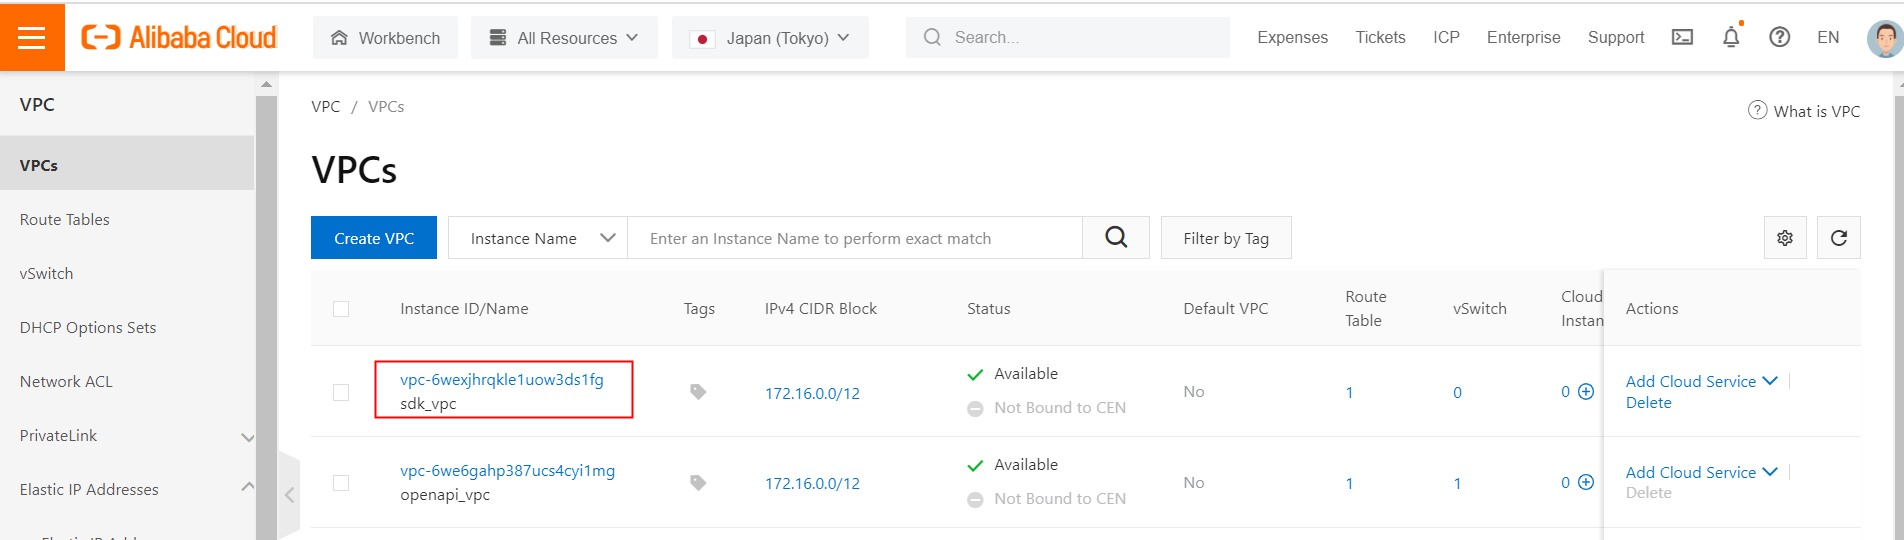 Alibaba Cloud
Workbench
All Resources
Japan (Tokyo)
Search...
Expenses
Tickets
ICP
Enterprise
Support
EN
VPC
VPCs
Route Tables
vSwitch
DHCP Options Sets
Network ACL
PrivateLink
Elastic IP Addresses
VPC / VPCs
What is VPC
VPCs
Create VPC
Instance Name
Enter an Instance Name to perform exact match
Filter by Tag
Instance ID/Name
Tags
IPv4 CIDR Block
Status
Default VPC
Route
Table
vSwitch
Cloud
Instan
Actions
vpc-6wexjhrqkle1uow3ds1fg
sdk_vpc
172.16.0.0/12
Available
Not Bound to CEN
No
1
0
0
Add Cloud Service
Delete
vpc-6we6gahp387ucs4cyi1mg
openapi_vpc
172.16.0.0/12
Available
Not Bound to CEN
No
1
1
0
Add Cloud Service
Delete